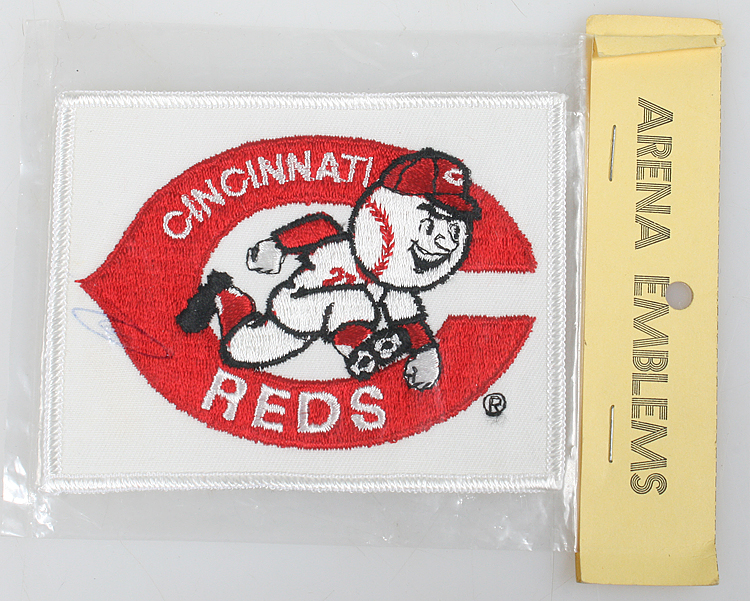 CINCINNATI
C
REDS
®
ARENA EMBLEMS